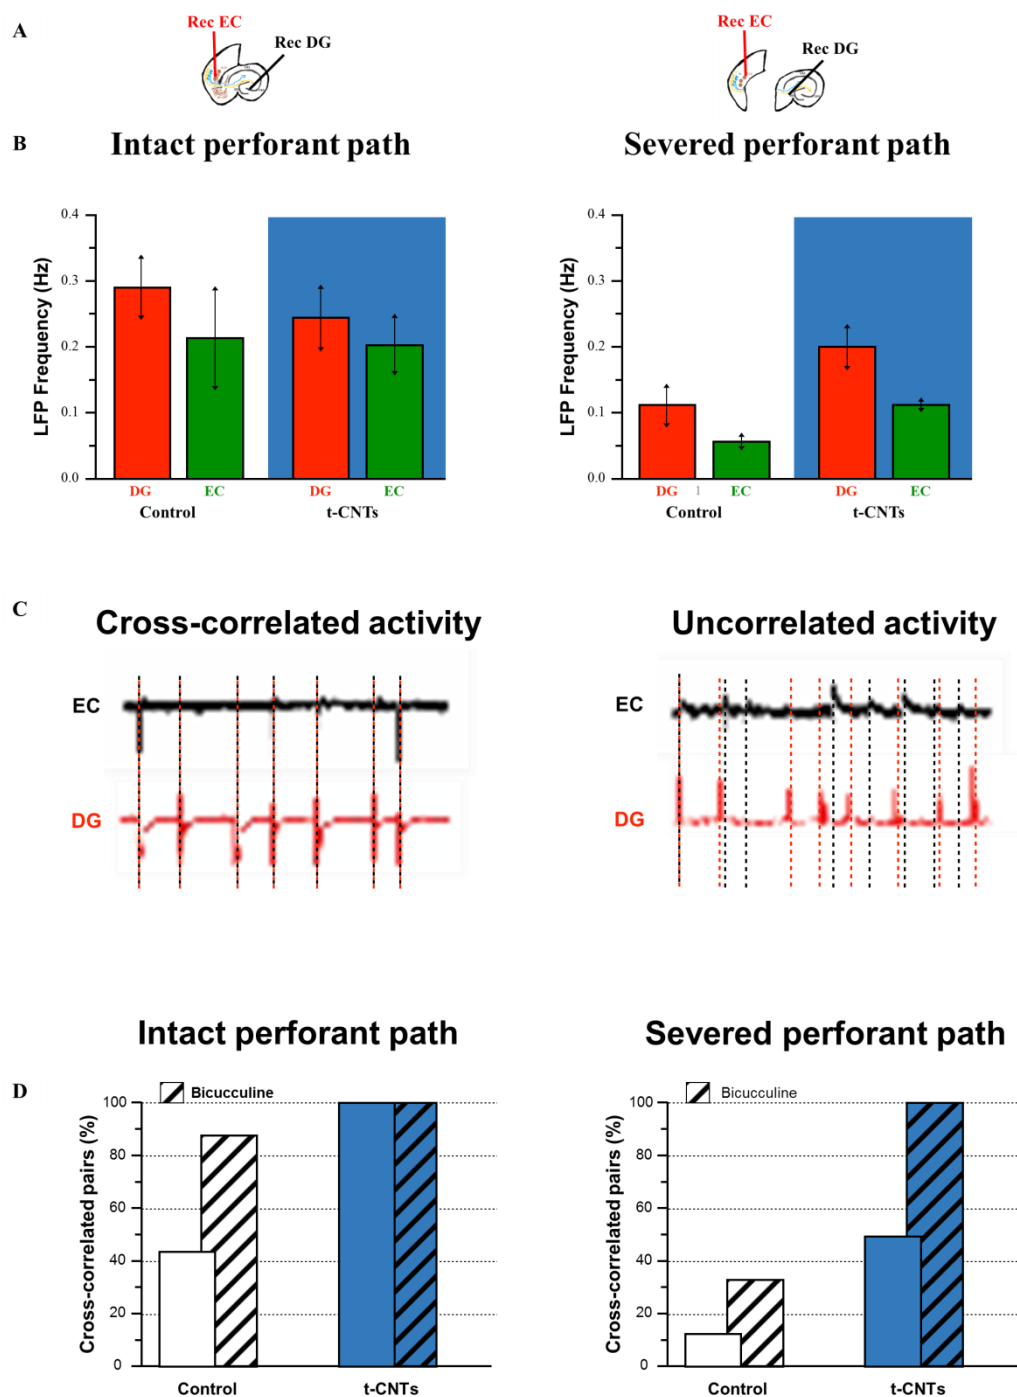 A
Rec EC
Rec DG
Rec EC
Rec DG
B
Intact perforant path
Severed perforant path
LFP Frequency (Hz)
0.4
0.3
0.2
0.1
0.0
DG
EC
DG
EC
Control
t-CNTs
LFP Frequency (Hz)
0.4
0.3
0.2
0.1
0.0
DG
1
EC
DG
EC
Control
t-CNTs
C
Cross-correlated activity
Uncorrelated activity
EC
DG
EC
DG
Intact perforant path
Severed perforant path
D
Bicucculine
Cross-correlated pairs (%)
100
80
60
40
20
0
Control
t-CNTs
Bicuculline
Cross-correlated pairs (%)
100
80
60
40
20
0
Control
t-CNTs